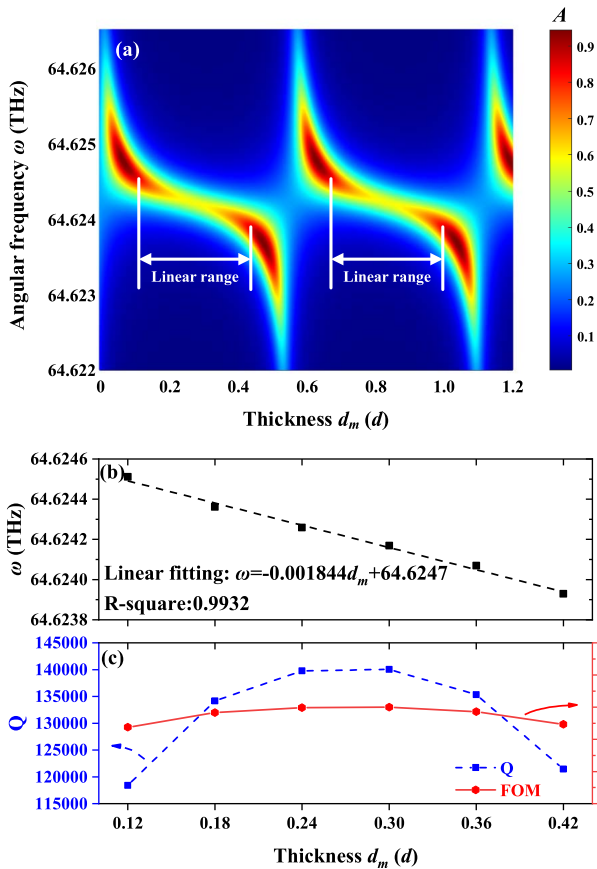 (a)
A
Angular frequency ω (THz)
64.626
64.625
64.624
64.623
64.622
Linear range
Linear range
0
0.2
0.4
0.6
0.8
1.0
1.2
Thickness dm (d)
0.9
0.8
0.7
0.6
0.5
0.4
0.3
0.2
0.1
(b)
ω (THz)
64.6246
64.6244
64.6242
64.6240
64.6238
Linear fitting: ω=-0.001844dm+64.6247
R-square:0.9932
(c)
Q
145000
140000
135000
130000
125000
120000
115000
Q
FOM
0.12
0.18
0.24
0.30
0.36
0.42
Thickness dm (d)